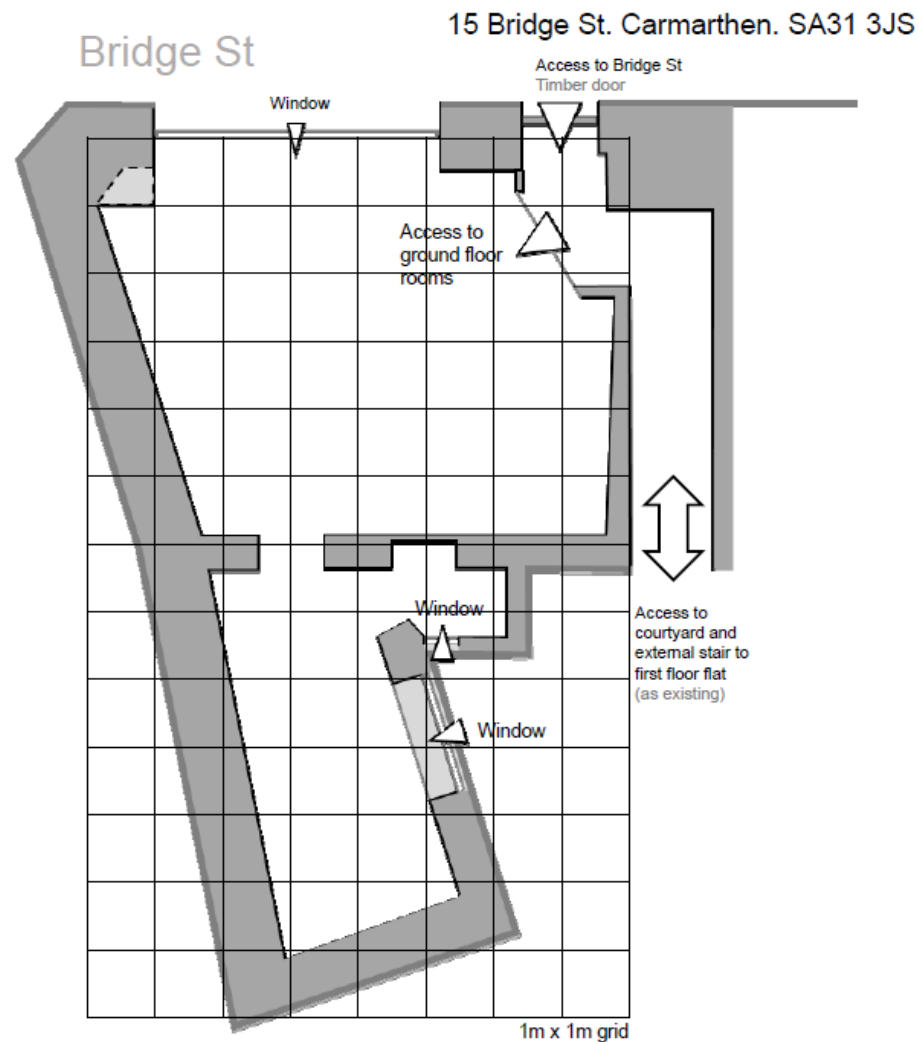 15 Bridge St. Carmarthen. SA31 3JS
Bridge St
Access to Bridge St
Timber door
Window
Access to
ground floor
rooms
Window
Access to
courtyard and
external stair to
first floor flat
(as existing)
Window
1m x 1m grid